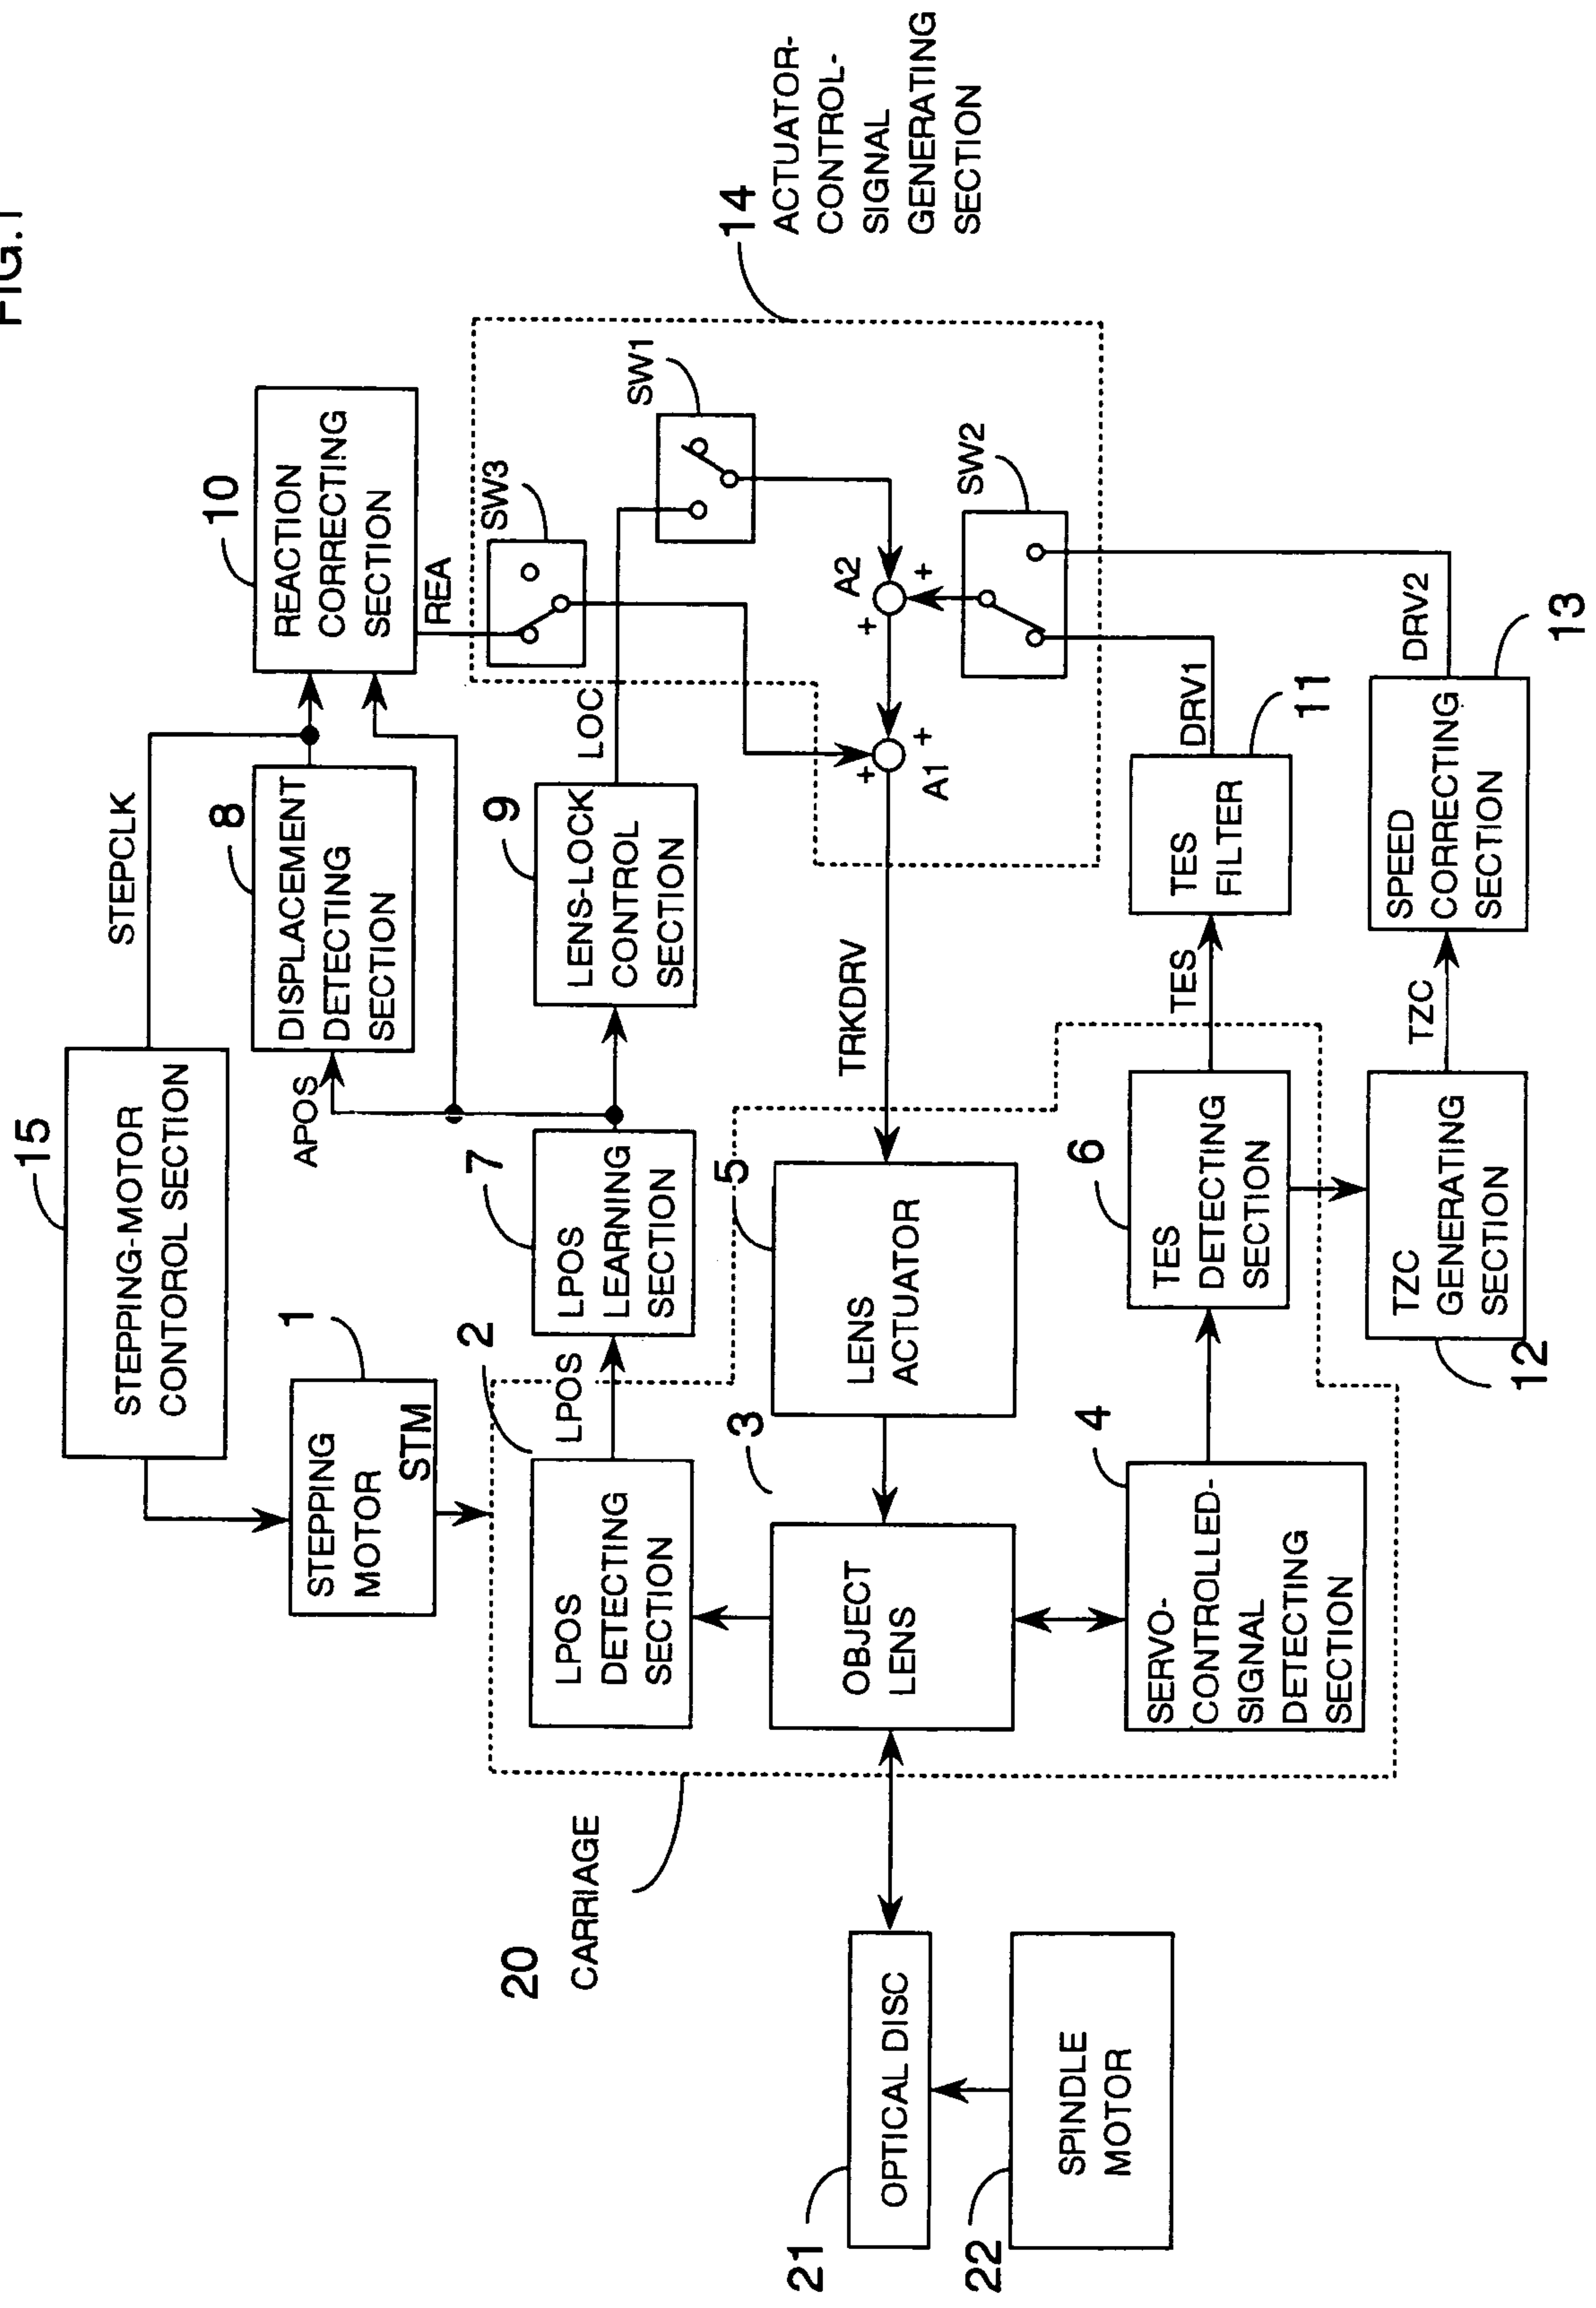 FIG.1
15
STEPPING-MOTOR
CONTOROL SECTION
STEPCLK
1
STEPPING
MOTOR
STM
APOS
8
DISPLACEMENT
DETECTING
SECTION
10
REACTION
CORRECTING
SECTION
REA
2
LPOS
DETECTING
SECTION
LPOS
7
LPOS
LEARNING
SECTION
9
LENS-LOCK
CONTROL
SECTION
LOC
SW3
SW1
14
ACTUATOR-
CONTROL-
SIGNAL
GENERATING
SECTION
20
CARRIAGE
3
OBJECT
LENS
5
LENS
ACTUATOR
TRKDRV
+
+
A1
A2
+
+
SW2
21
OPTICAL DISC
22
SPINDLE
MOTOR
4
SERVO-
CONTROLLED-
SIGNAL
DETECTING
SECTION
6
TES
DETECTING
SECTION
TES
TES
FILTER
11
DRV1
12
TZC
GENERATING
SECTION
TZC
SPEED
CORRECTING
SECTION
13
DRV2